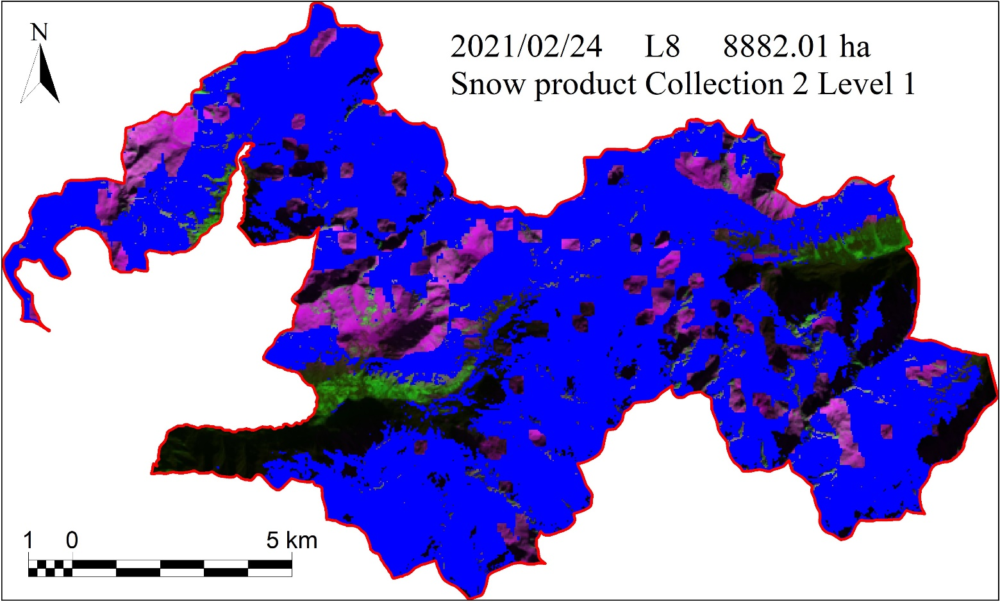 N
2021/02/24 L8 8882.01 ha
Snow product Collection 2 Level 1
1 0 5 km